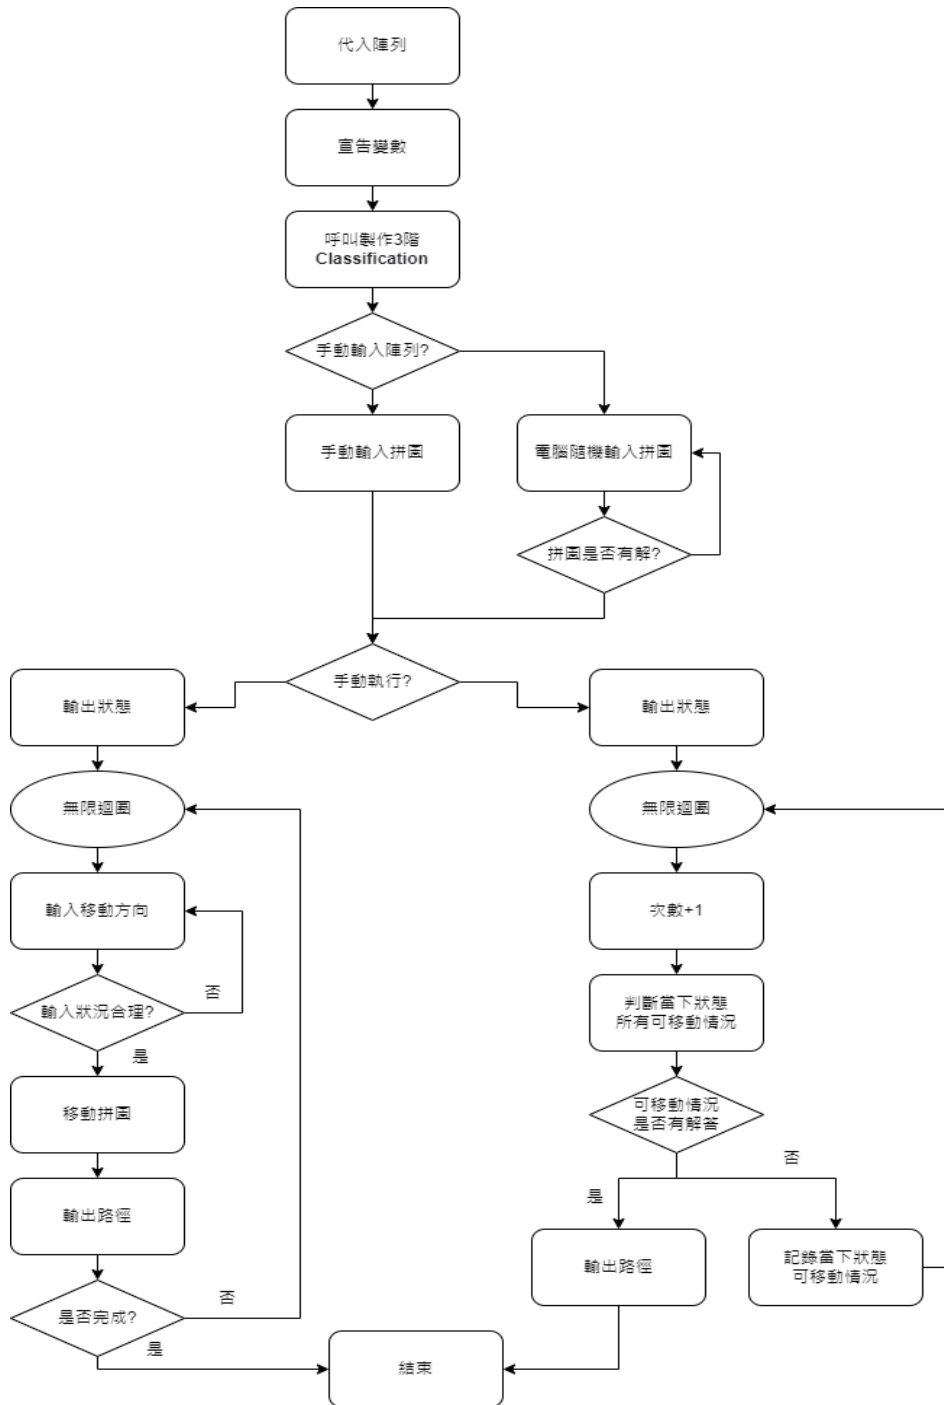 代入陣列
宣告變數
呼叫製作3階
Classification
手動輸入陣列?
手動輸入拼圖
電腦隨機輸入拼圖
拼圖是否有解?
手動執行?
輸出狀態
輸出狀態
無限迴圈
無限迴圈
輸入移動方向
次數+1
否
輸入狀況合理?
判斷當下狀態
所有可移動情況
是
移動拼圖
可移動情況
是否有解答
否
是
輸出路徑
輸出路徑
記錄當下狀態
可移動情況
否
是否完成?
是
結束